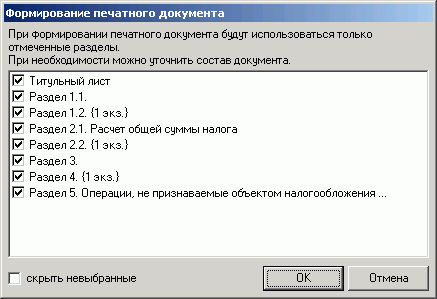 Формирование печатного документа
При формировании печатного документа будут использоваться только
отмеченные разделы.
При необходимости можно уточнить состав документа.
Титульный лист
Раздел 1.1.
Раздел 1.2. {1 экз.}
Раздел 2.1. Расчет общей суммы налога
Раздел 2.2. {1 экз.}
Раздел 3.
Раздел 4. {1 экз.}
Раздел 5. Операции, не признаваемые объектом налогообложения ...
скрыть невыбранные
OK
Отмена